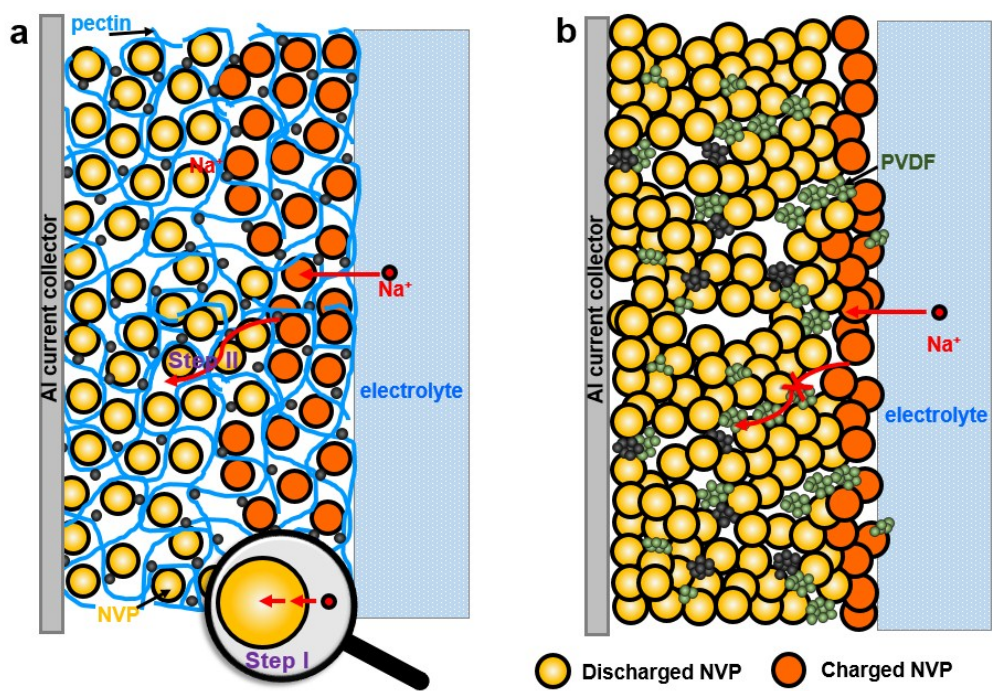 a
pectin
Al current collector
Na⁺
Na⁺
Step II
electrolyte
NVP
Step I
b
Al current collector
PVDF
Na⁺
electrolyte
Discharged NVP
Charged NVP